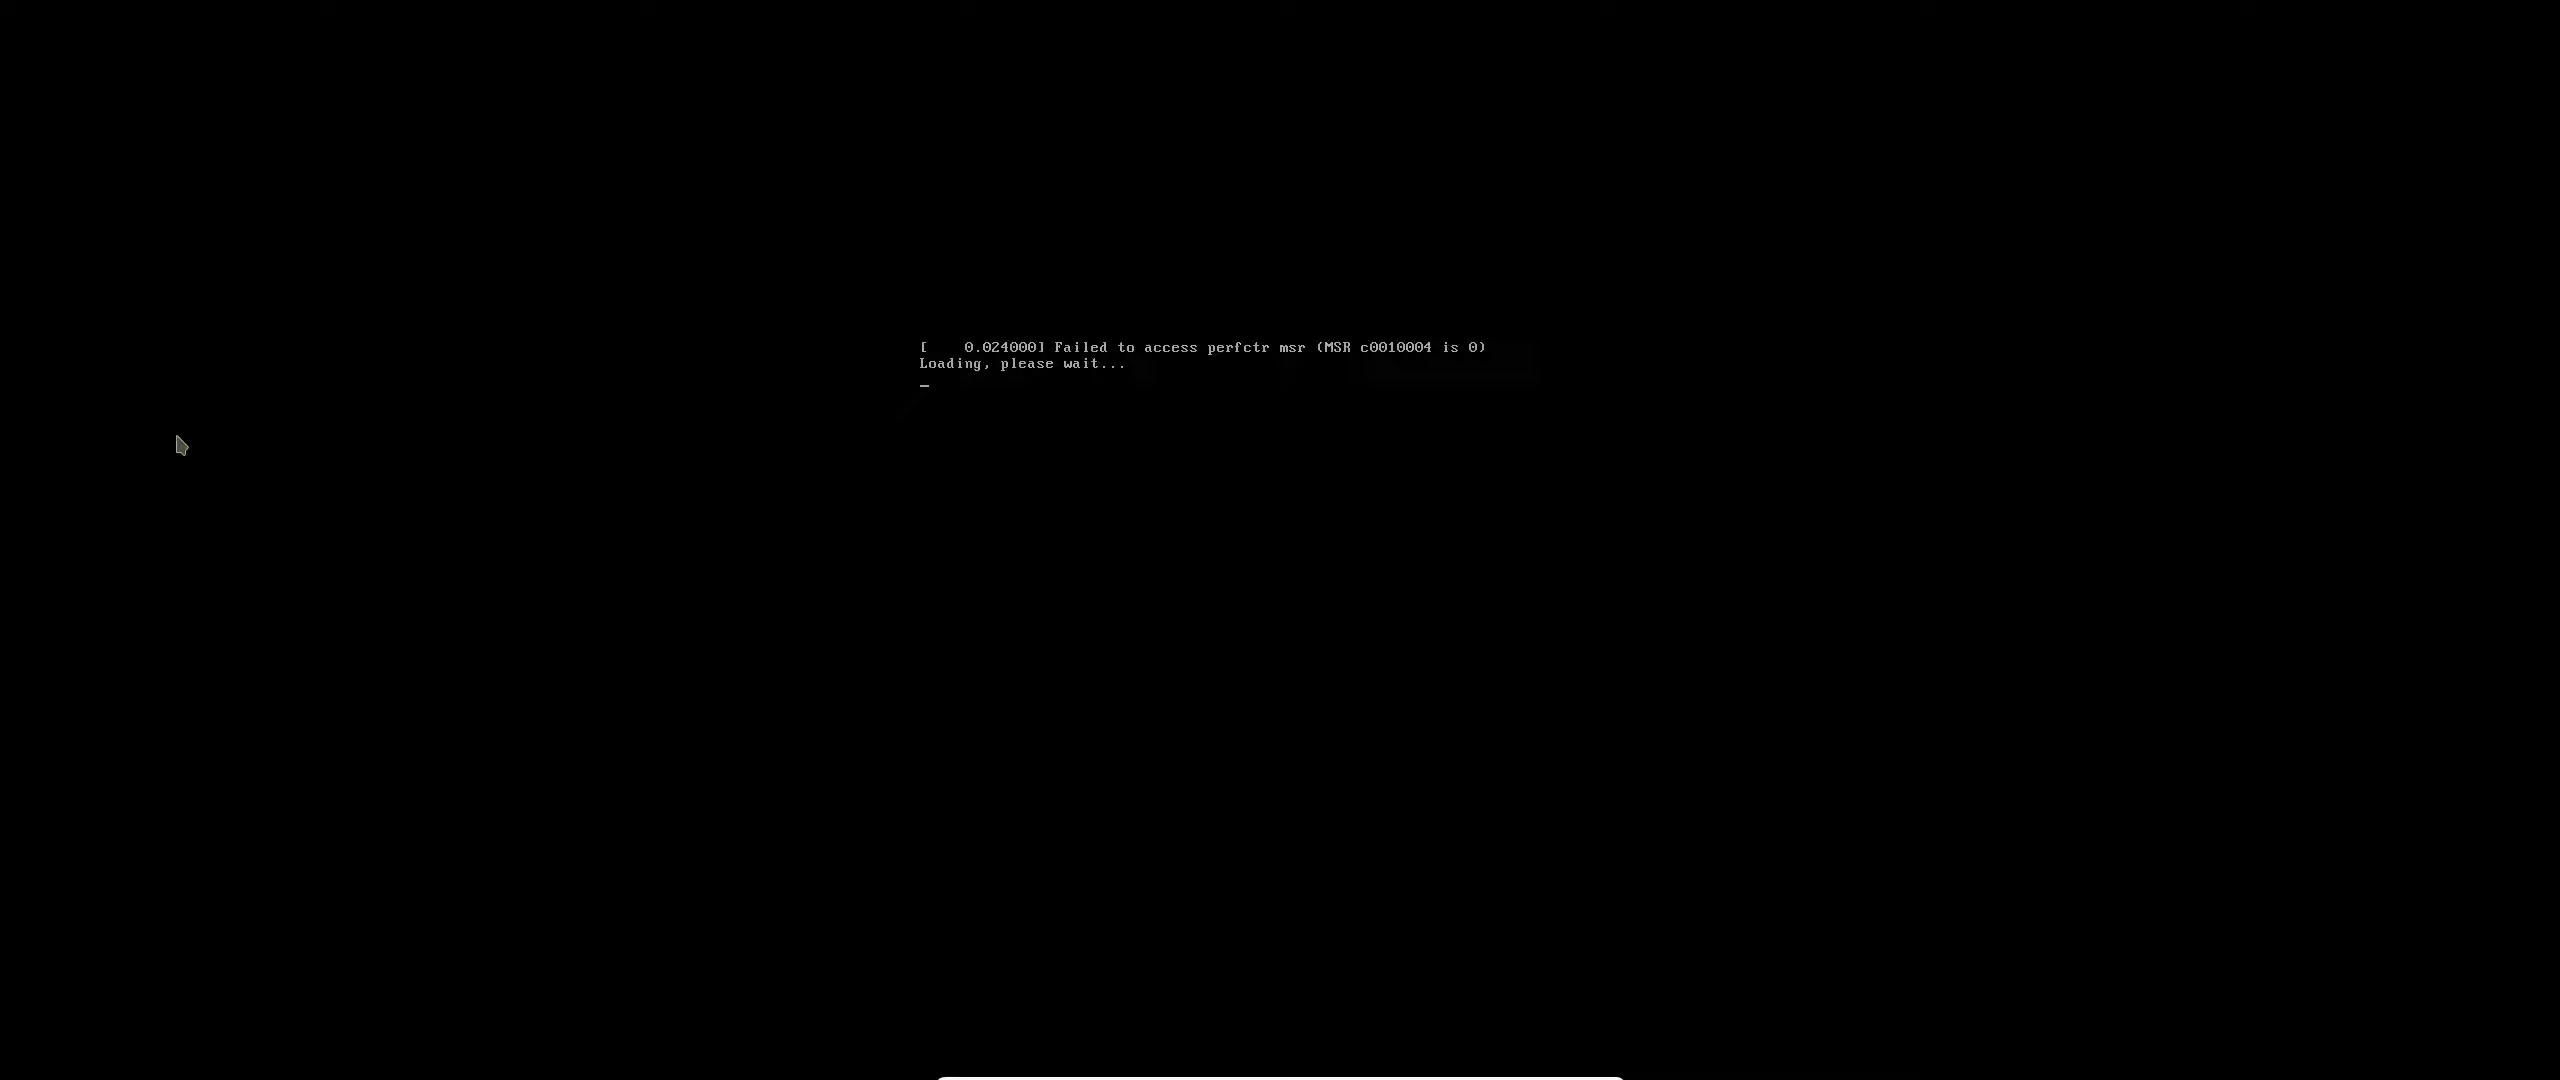 [    0.024000] Failed to access perfctr msr (MSR c0010004 is 0)
Loading, please wait...
_